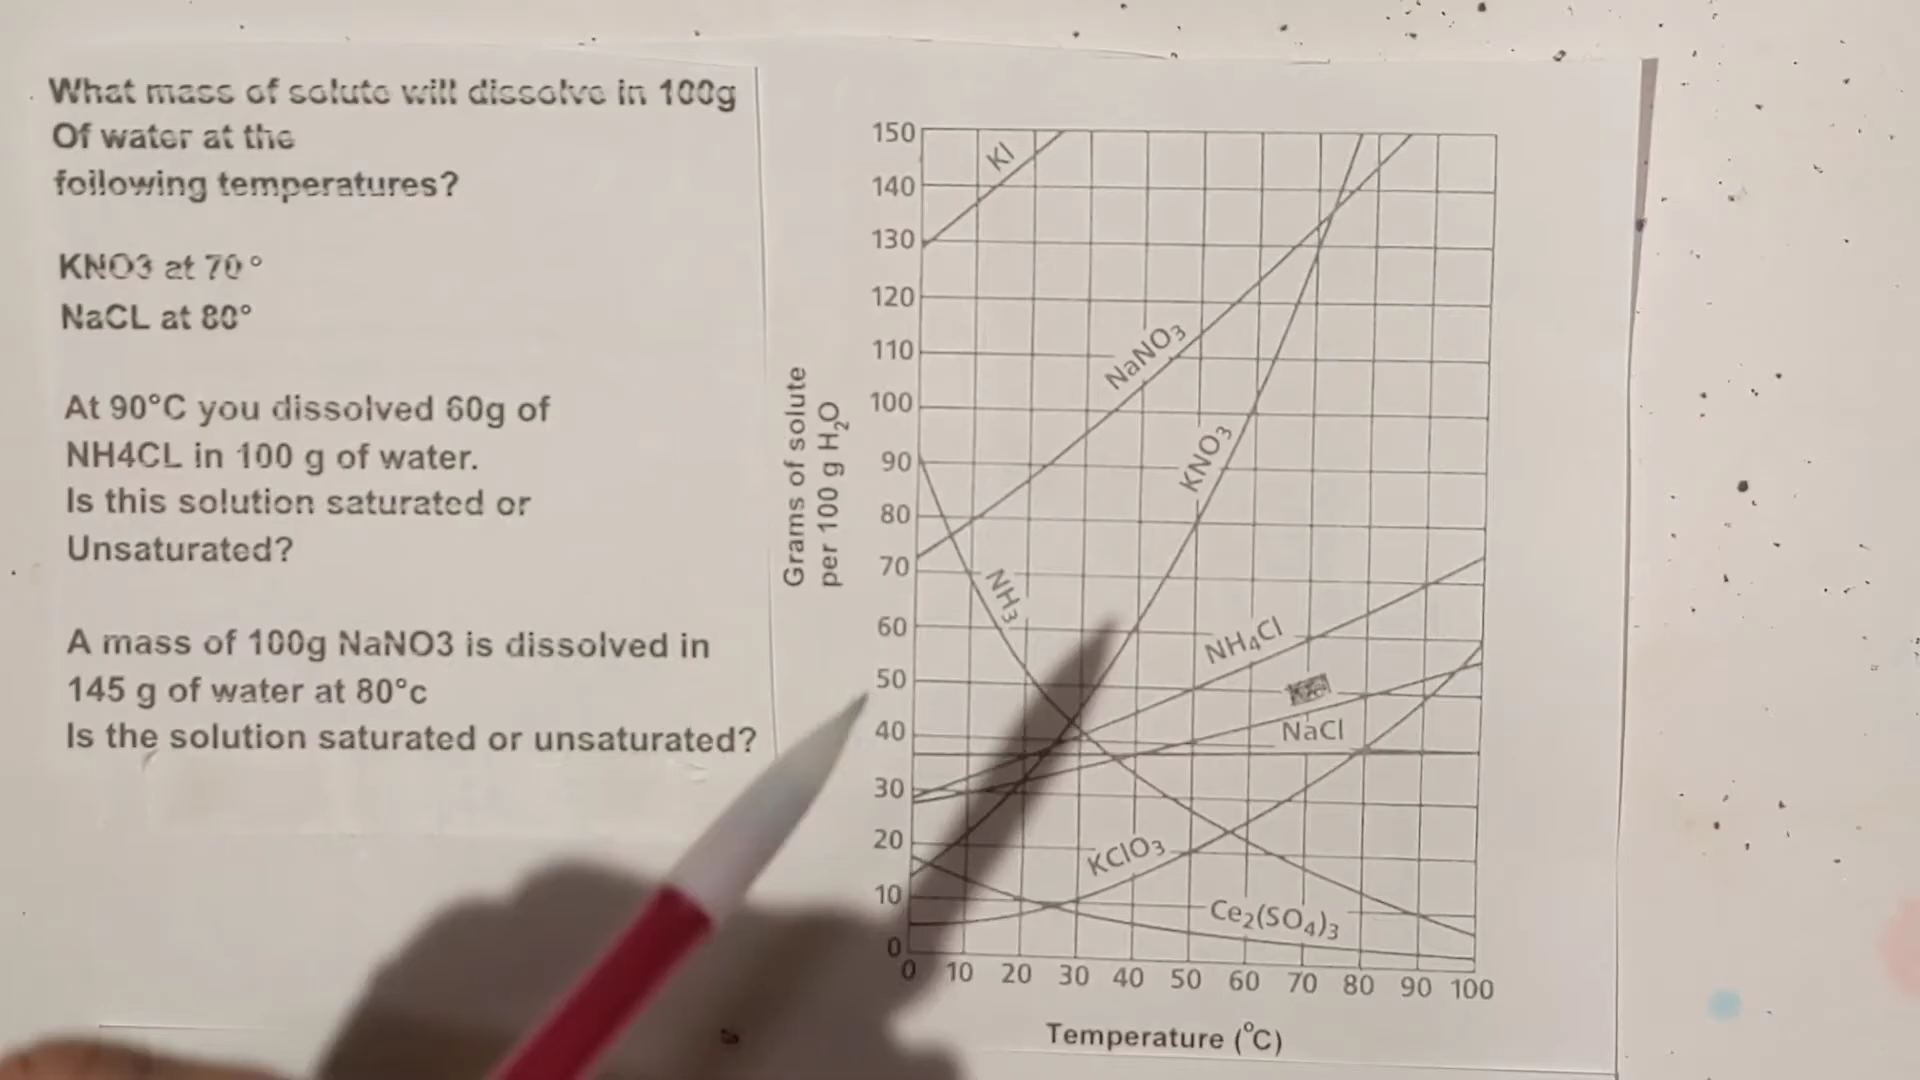 What mass of solute will dissolve in 100g
Of water at the
following temperatures?
KNO3 at 70°
NaCL at 80°
At 90°C you dissolved 60g of
NH4CL in 100 g of water.
Is this solution saturated or
Unsaturated?
A mass of 100g NaNO3 is dissolved in
145 g of water at 80°c
Is the solution saturated or unsaturated?
Grams of solute
per 100 g H₂O
150
140
130
120
110
100
90
80
70
60
50
40
30
20
10
0
KI
NaNO₃
KNO₃
NH₃
NH₄Cl
NaCl
KClO₃
Ce₂(SO₄)₃
0 10 20 30 40 50 60 70 80 90 100
Temperature (°C)